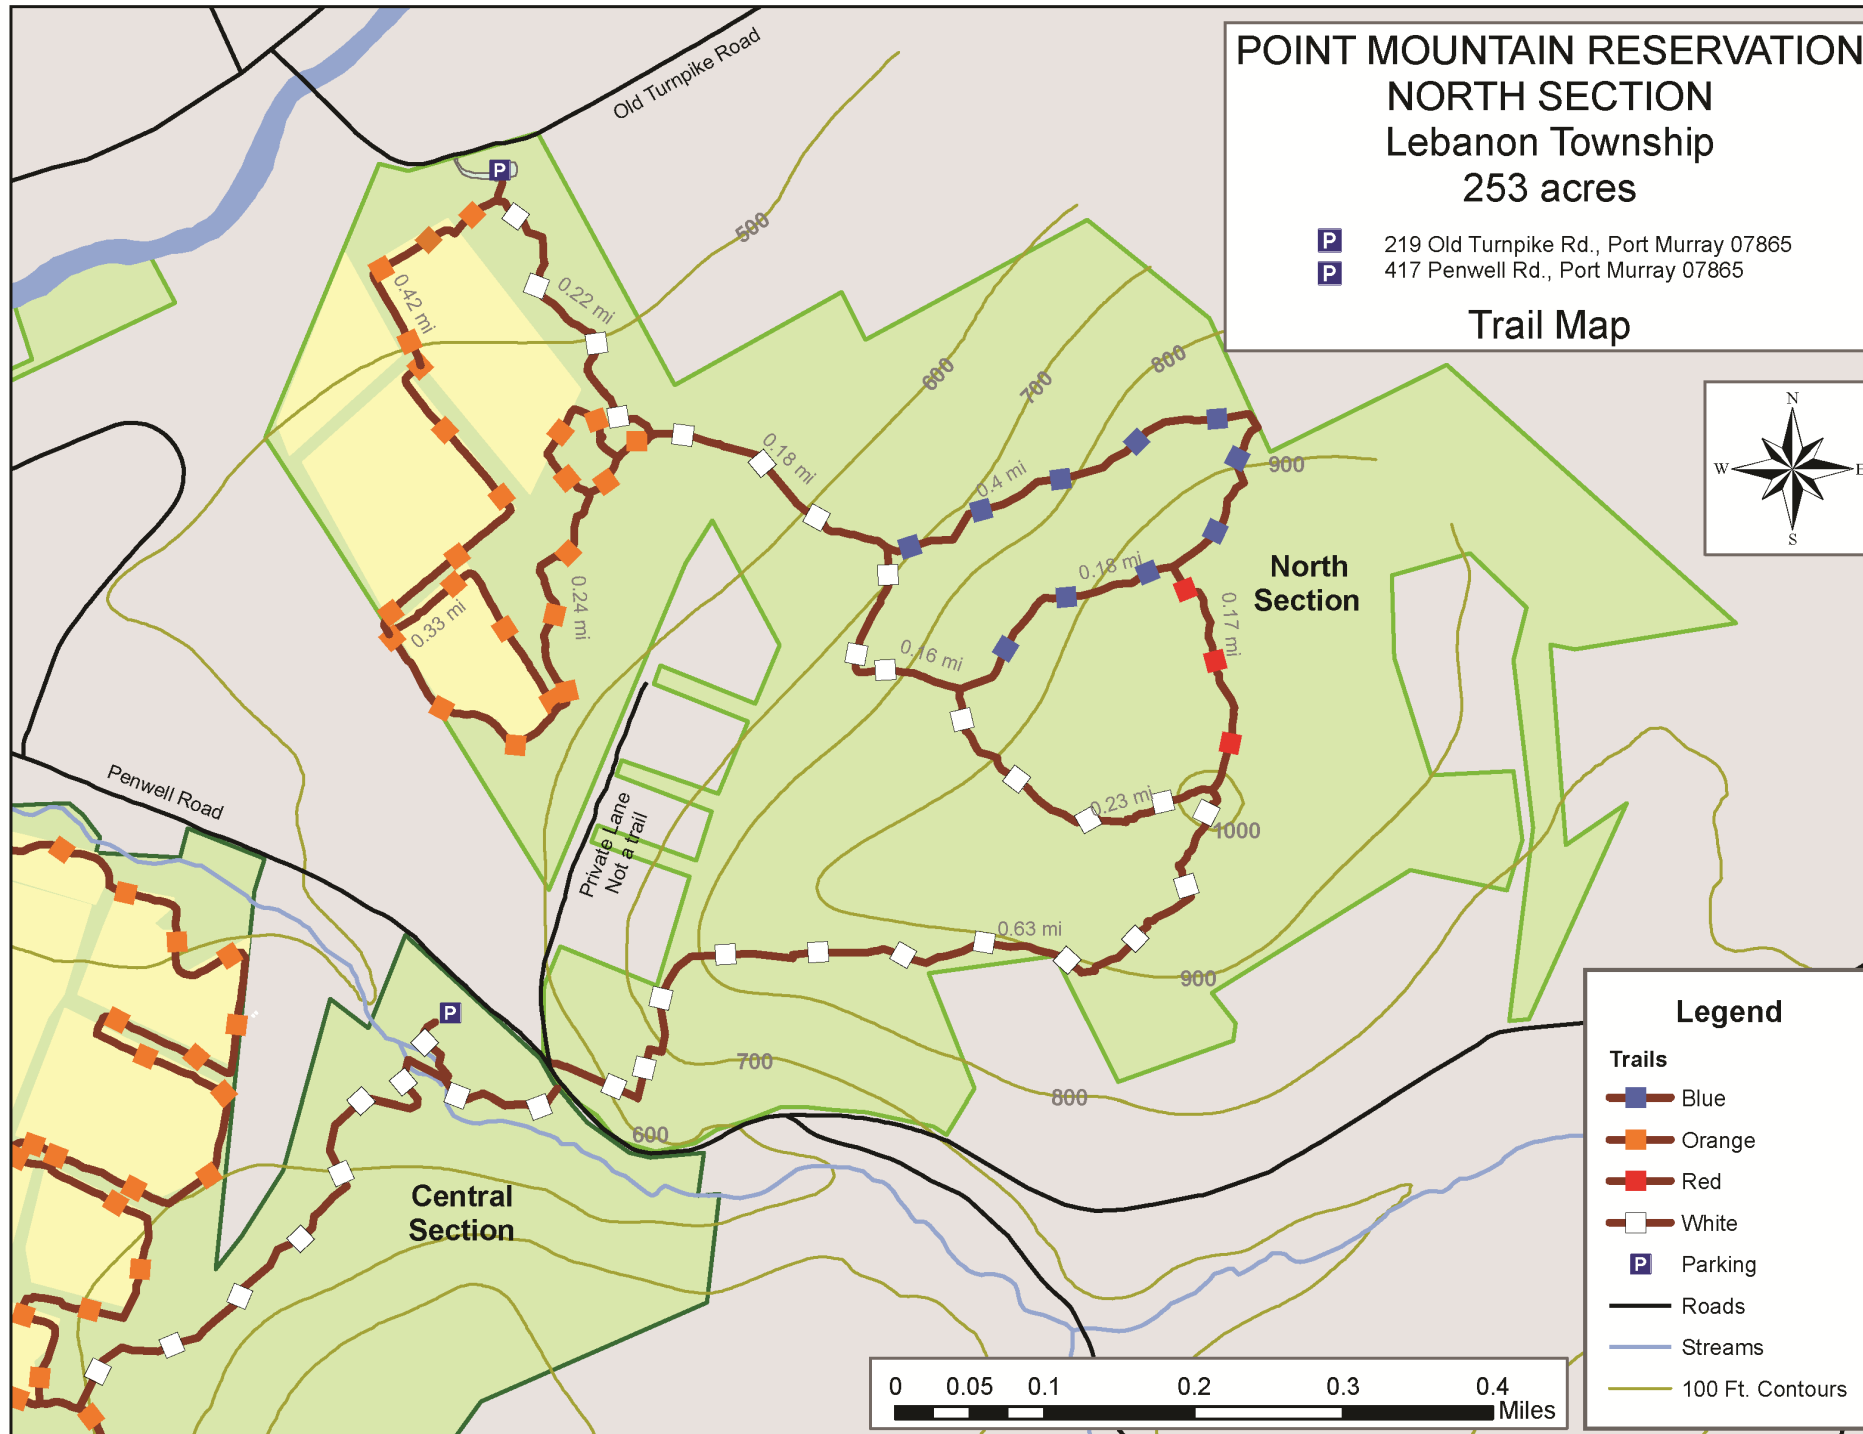 POINT MOUNTAIN RESERVATION
NORTH SECTION
Lebanon Township
253 acres
P 219 Old Turnpike Rd., Port Murray 07865
P 417 Penwell Rd., Port Murray 07865
Trail Map
Old Turnpike Road
P
500
0.42 mi
0.22 mi
600
700
800
N
W
E
S
0.18 mi
0.4 mi
900
0.18 mi
North
Section
0.33 mi
0.24 mi
0.16 mi
0.17 mi
Penwell Road
Private Lane
Not a trail
0.23 mi
1000
0.63 mi
900
P
700
800
600
Central
Section
Legend
Trails
Blue
Orange
Red
White
P Parking
Roads
Streams
100 Ft. Contours
0 0.05 0.1 0.2 0.3 0.4
Miles